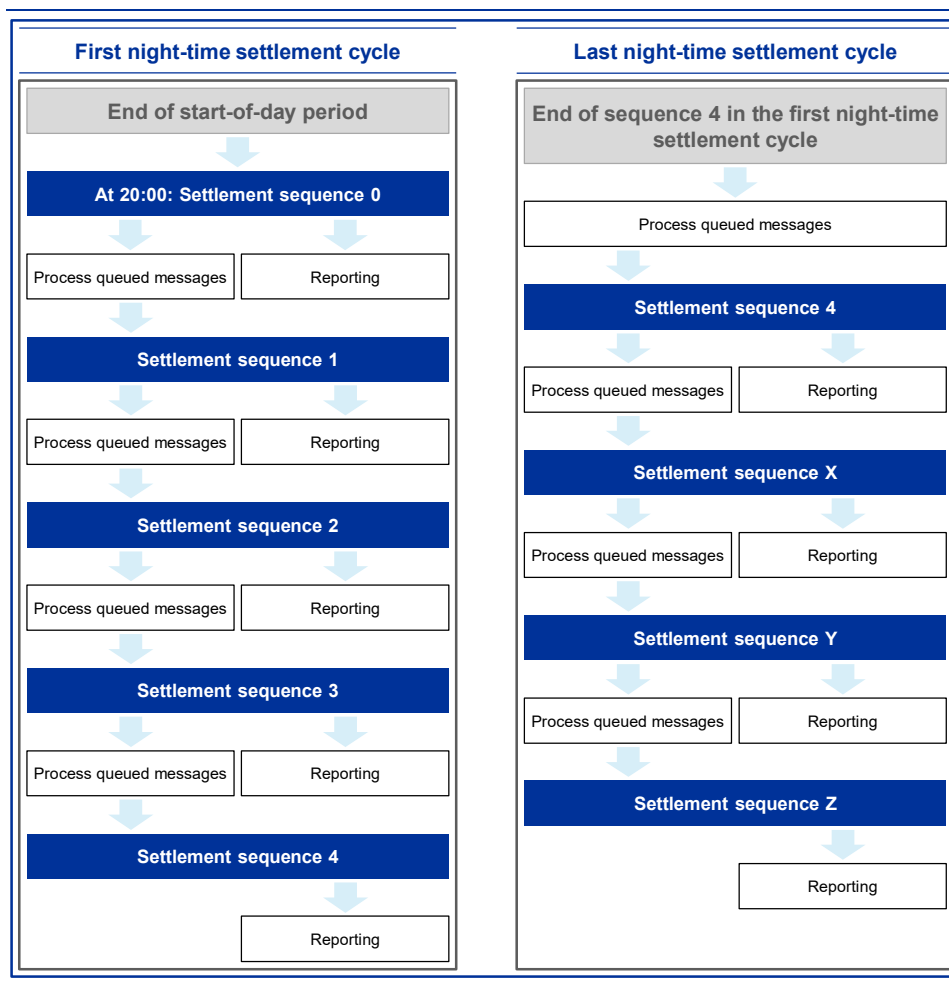 First night-time settlement cycle
End of start-of-day period
At 20:00: Settlement sequence 0
Process queued messages
Reporting
Settlement sequence 1
Process queued messages
Reporting
Settlement sequence 2
Process queued messages
Reporting
Settlement sequence 3
Process queued messages
Reporting
Settlement sequence 4
Reporting
Last night-time settlement cycle
End of sequence 4 in the first night-time
settlement cycle
Process queued messages
Settlement sequence 4
Process queued messages
Reporting
Settlement sequence X
Process queued messages
Reporting
Settlement sequence Y
Process queued messages
Reporting
Settlement sequence Z
Reporting